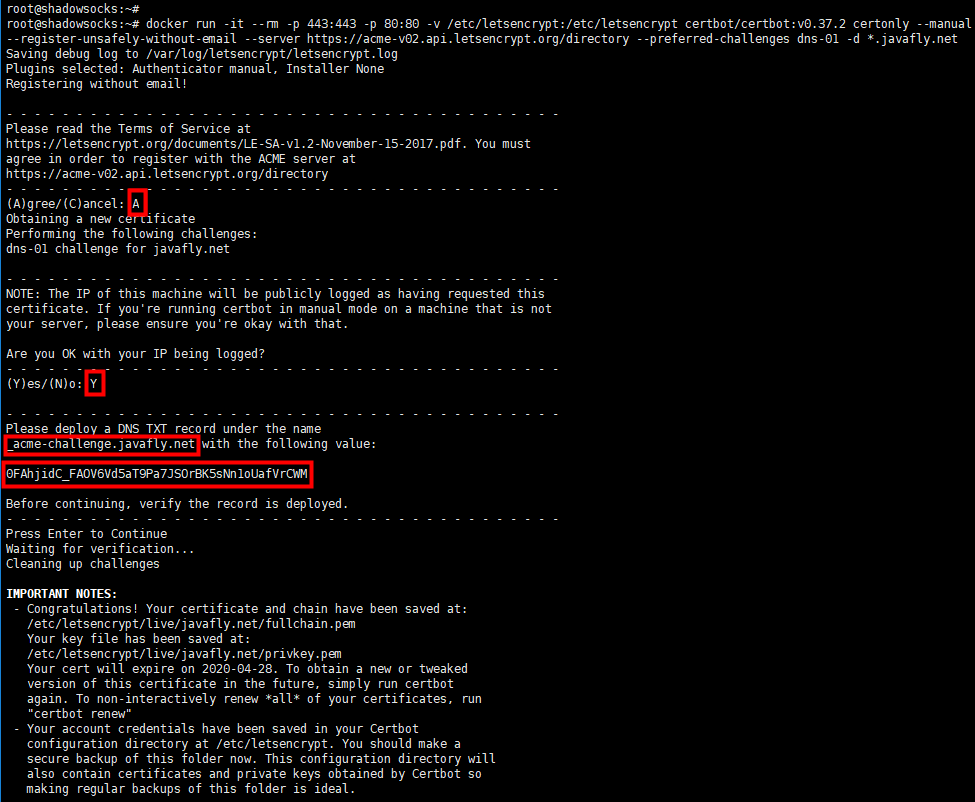 root@shadowsocks:~#
root@shadowsocks:~# docker run -it --rm -p 443:443 -p 80:80 -v /etc/letsencrypt:/etc/letsencrypt certbot/certbot:v0.37.2 certonly --manual
--register-unsafely-without-email --server https://acme-v02.api.letsencrypt.org/directory --preferred-challenges dns-01 -d *.javafly.net
Saving debug log to /var/log/letsencrypt/letsencrypt.log
Plugins selected: Authenticator manual, Installer None
Registering without email!
- - - - - - - - - - - - - - - - - - - - - - - - - - - - - - - - - - - - - - - -
Please read the Terms of Service at
https://letsencrypt.org/documents/LE-SA-v1.2-November-15-2017.pdf. You must
agree in order to register with the ACME server at
https://acme-v02.api.letsencrypt.org/directory
- - - - - - - - - - - - - - - - - - - - - - - - - - - - - - - - - - - - - - - -
(A)gree/(C)ancel: A
Obtaining a new certificate
Performing the following challenges:
dns-01 challenge for javafly.net
- - - - - - - - - - - - - - - - - - - - - - - - - - - - - - - - - - - - - - - -
NOTE: The IP of this machine will be publicly logged as having requested this
certificate. If you're running certbot in manual mode on a machine that is not
your server, please ensure you're okay with that.
Are you OK with your IP being logged?
- - - - - - - - - - - - - - - - - - - - - - - - - - - - - - - - - - - - - - - -
(Y)es/(N)o: Y
- - - - - - - - - - - - - - - - - - - - - - - - - - - - - - - - - - - - - - - -
Please deploy a DNS TXT record under the name
_acme-challenge.javafly.net with the following value:
0FAhjidC_FAOV6Vd5aT9Pa7JSOrBK5sNn1oUafVrCWM
Before continuing, verify the record is deployed.
- - - - - - - - - - - - - - - - - - - - - - - - - - - - - - - - - - - - - - - -
Press Enter to Continue
Waiting for verification...
Cleaning up challenges
IMPORTANT NOTES:
- Congratulations! Your certificate and chain have been saved at:
/etc/letsencrypt/live/javafly.net/fullchain.pem
Your key file has been saved at:
/etc/letsencrypt/live/javafly.net/privkey.pem
Your cert will expire on 2020-04-28. To obtain a new or tweaked
version of this certificate in the future, simply run certbot
again. To non-interactively renew *all* of your certificates, run
"certbot renew"
- Your account credentials have been saved in your Certbot
configuration directory at /etc/letsencrypt. You should make a
secure backup of this folder now. This configuration directory will
also contain certificates and private keys obtained by Certbot so
making regular backups of this folder is ideal.